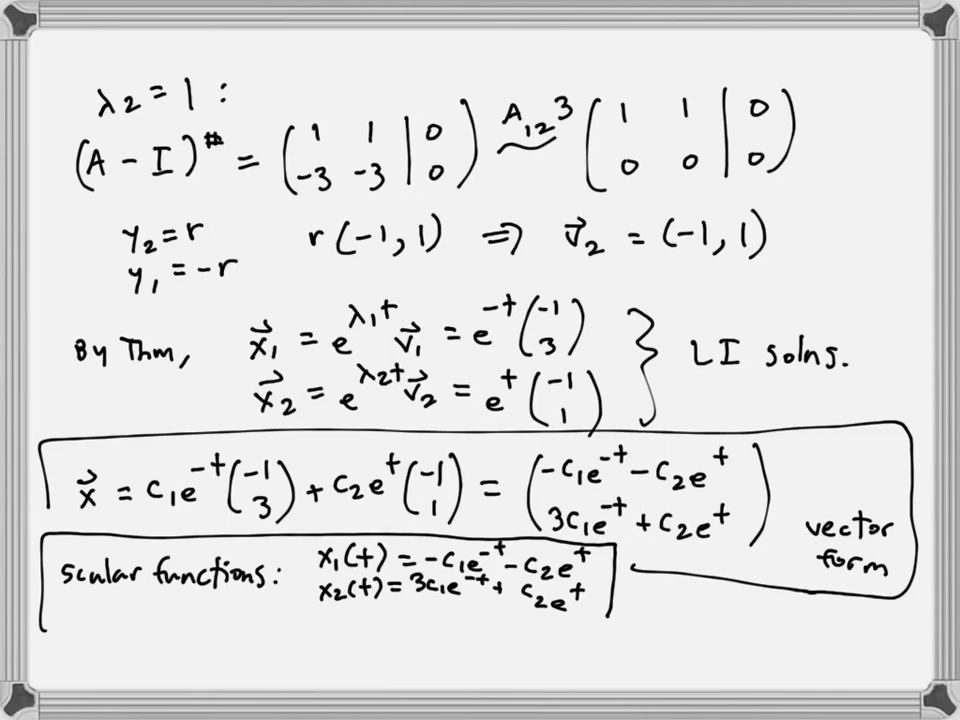 λ₂ = 1 :
(A - I)^# = ( 1 1 | 0 ; -3 -3 | 0 ) A₁₂3 ~ ( 1 1 | 0 ; 0 0 | 0 )
y₂ = r r(-1, 1) ⇒ v⃗₂ = (-1, 1)
y₁ = -r
By Thm, x⃗₁ = e^{λ₁t} v⃗₁ = e^{-t} ( -1 ; 3 ) } LI solns.
x⃗₂ = e^{λ₂t} v⃗₂ = e^{t} ( -1 ; 1 )
x⃗ = c₁e^{-t} ( -1 ; 3 ) + c₂e^{t} ( -1 ; 1 ) = ( -c₁e^{-t} - c₂e^{t} ; 3c₁e^{-t} + c₂e^{t} ) vector form
scalar functions: x₁(t) = -c₁e^{-t} - c₂e^{t}
x₂(t) = 3c₁e^{-t} + c₂e^{t}